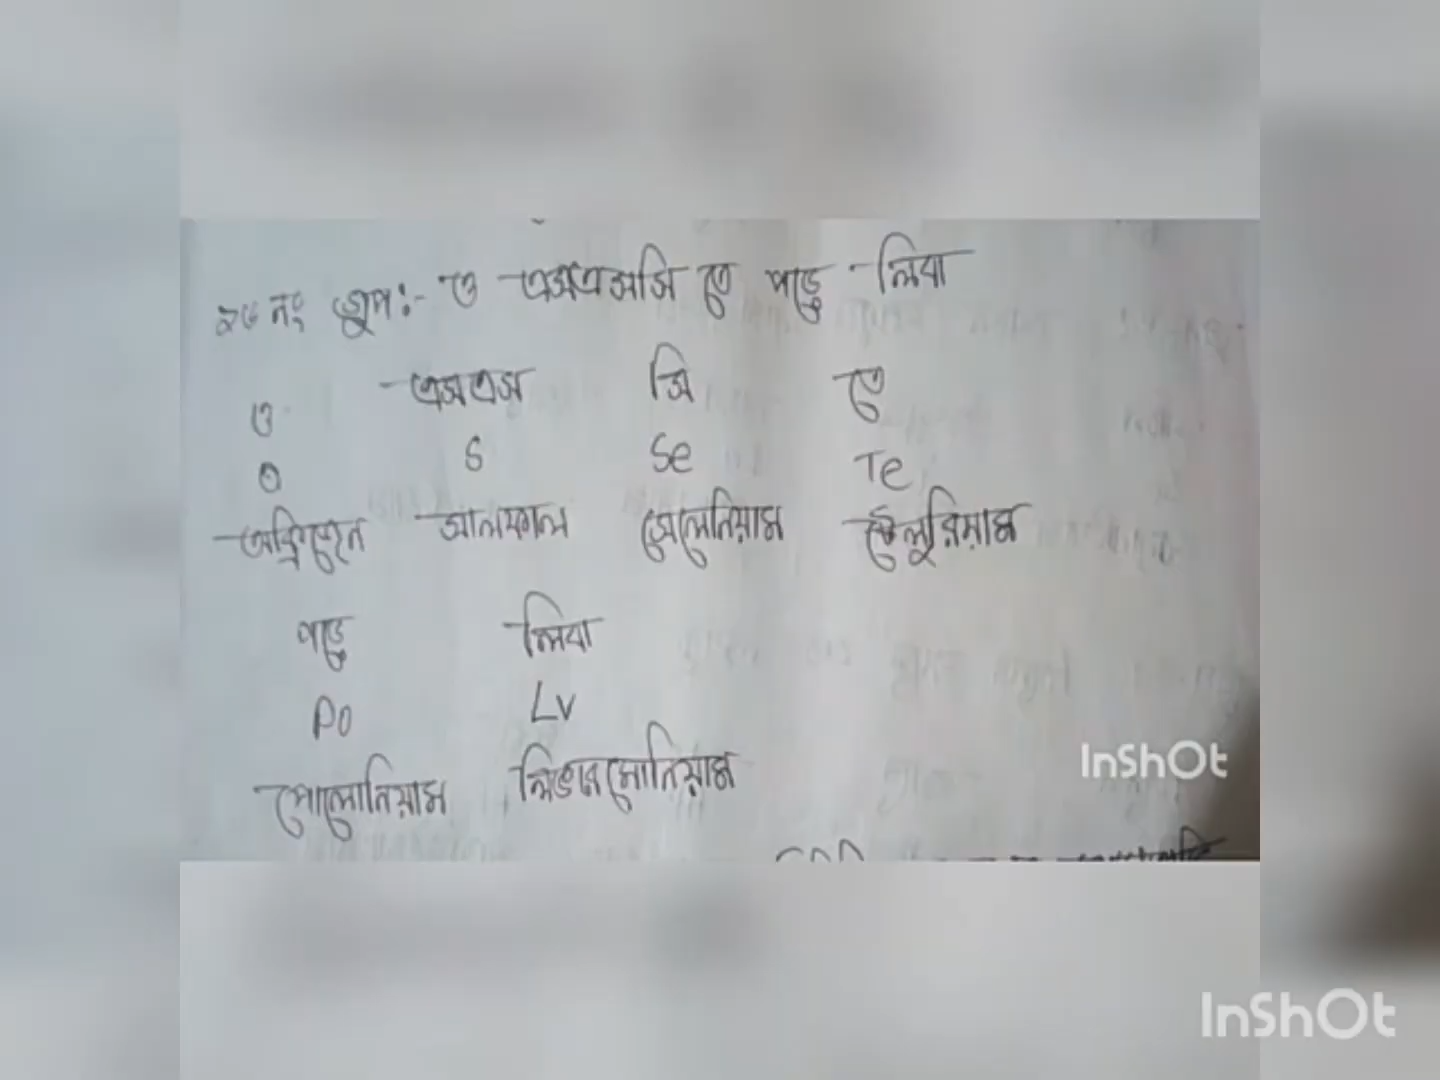 ১৬ নং গ্রুপঃ- ও এসএসসি তে পড়ে লিবা
ও এসএস সি তে
O S Se Te
অক্সিজেন সালফাল সেলেনিয়াম টেলুরিয়াম
পড়ে লিবা
Po Lv
পোলোনিয়াম লিভারমোনিয়াম
InShOt
InShOt